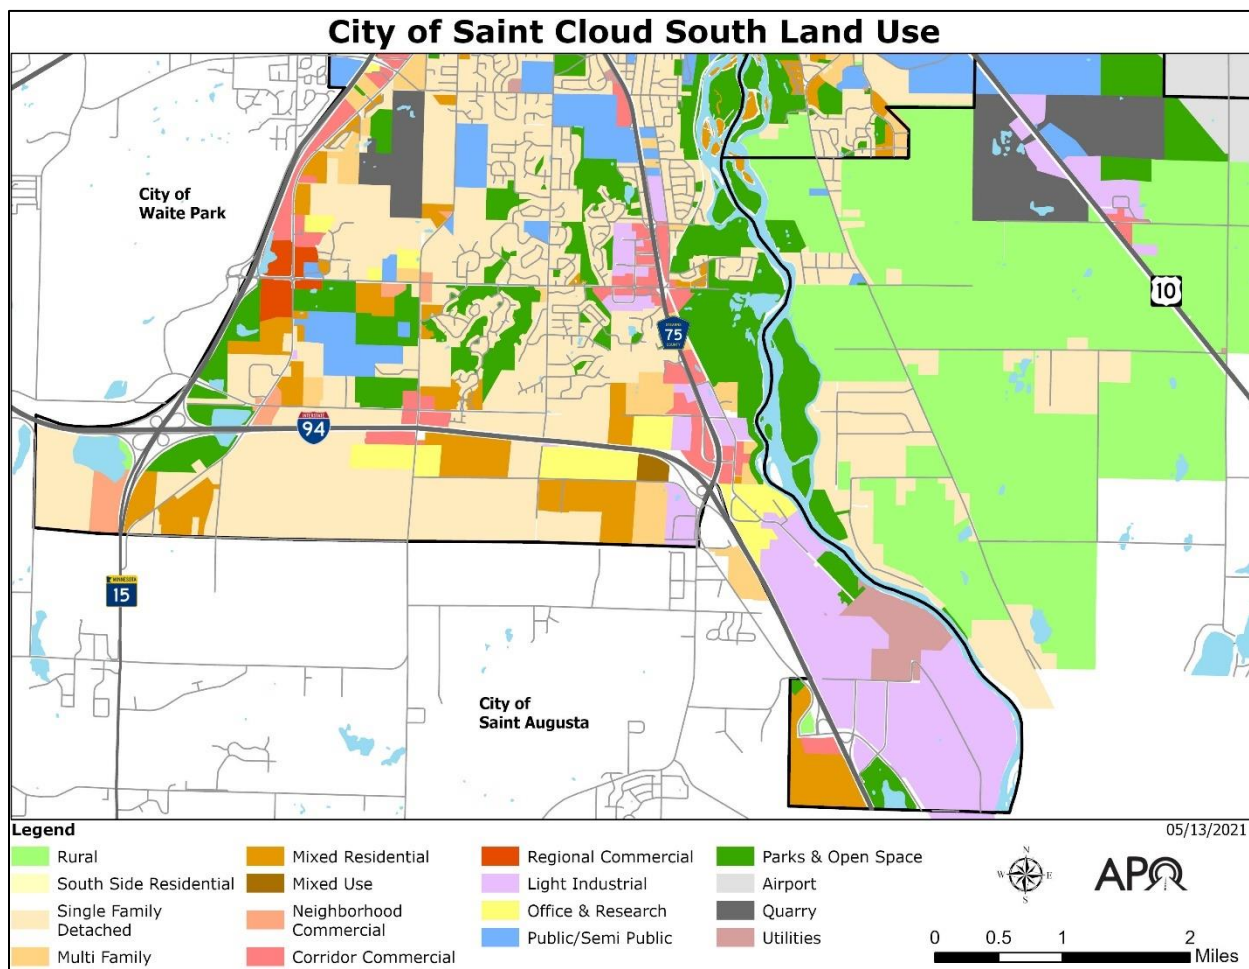 City of Saint Cloud South Land Use
City of
Waite Park
10
75
COUNTY
INTERSTATE
94
MINNESOTA
15
City of
Saint Augusta
Legend
05/13/2021
Rural
South Side Residential
Single Family
Detached
Multi Family
Mixed Residential
Mixed Use
Neighborhood
Commercial
Corridor Commercial
Regional Commercial
Light Industrial
Office & Research
Public/Semi Public
Parks & Open Space
Airport
Quarry
Utilities
N
W
E
S
APO
0 0.5 1 2
Miles